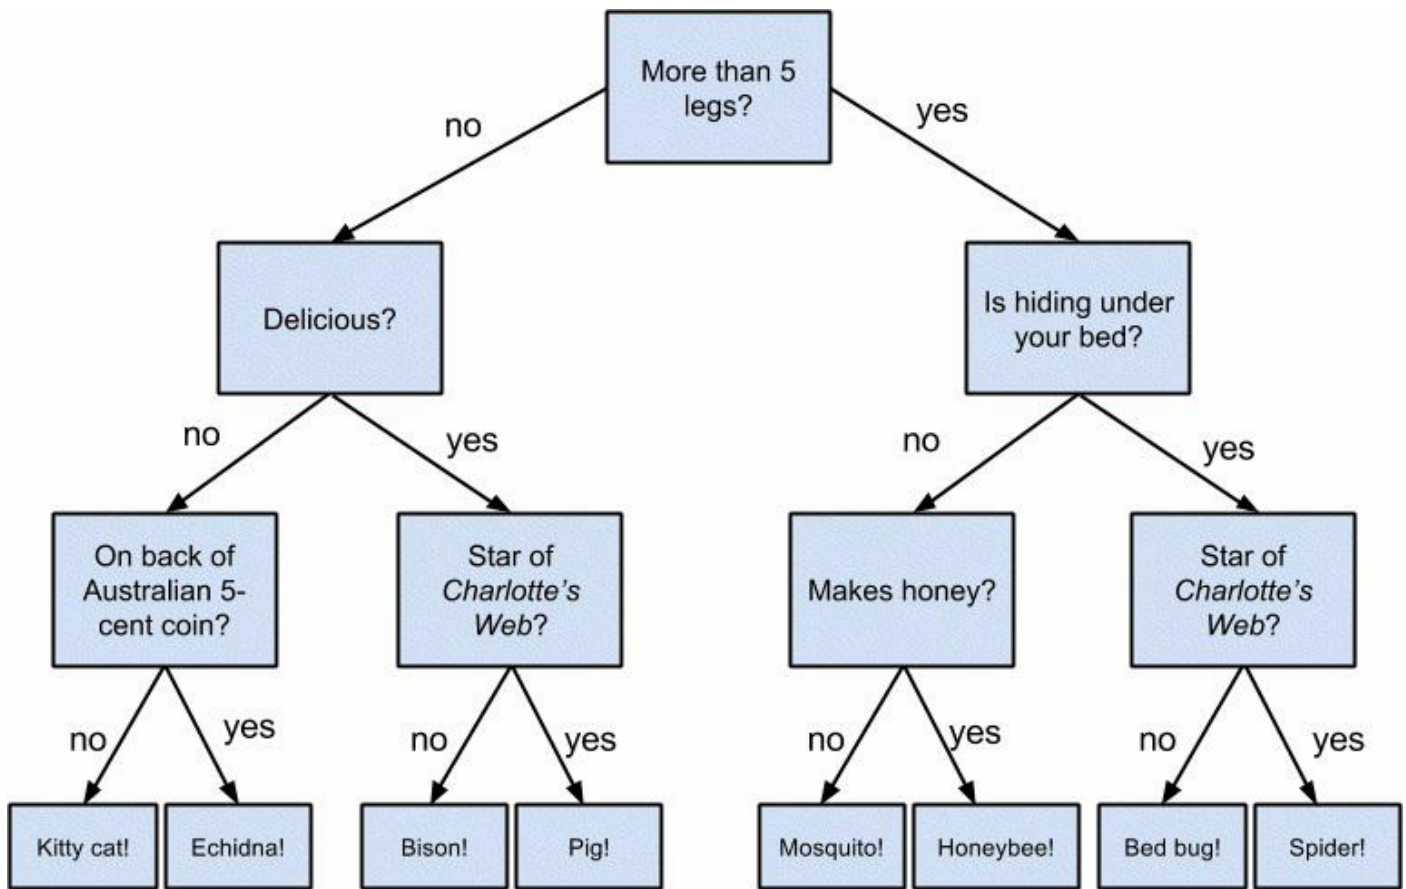 More than 5
legs?
no
yes
Delicious?
Is hiding under
your bed?
no
yes
no
yes
On back of
Australian 5-
cent coin?
Star of
Charlotte's
Web?
Makes honey?
Star of
Charlotte's
Web?
no
yes
no
yes
no
yes
no
yes
Kitty cat!
Echidna!
Bison!
Pig!
Mosquito!
Honeybee!
Bed bug!
Spider!